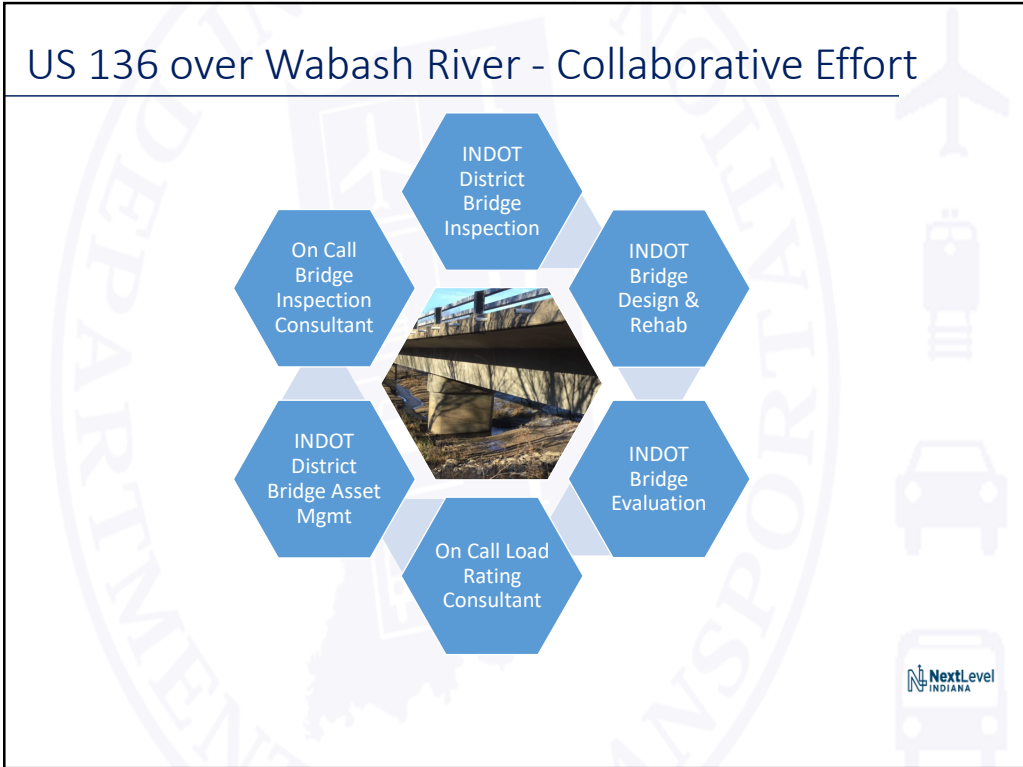 US 136 over Wabash River - Collaborative Effort
INDOT
District
Bridge
Inspection
INDOT
Bridge
Design &
Rehab
INDOT
Bridge
Evaluation
On Call Load
Rating
Consultant
INDOT
District
Bridge Asset
Mgmt
On Call
Bridge
Inspection
Consultant
NextLevel
INDIANA